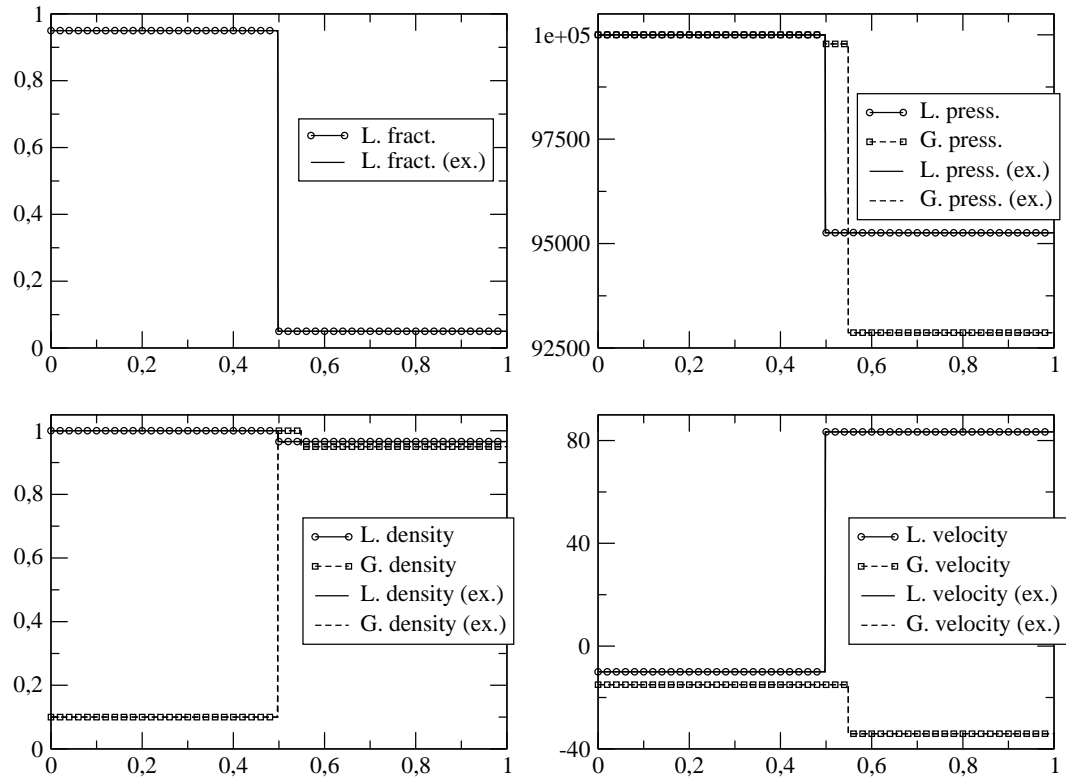 1
0,8
0,6
0,4
0,2
0
0 0,2 0,4 0,6 0,8 1
L. fract.
L. fract. (ex.)
1e+05
97500
95000
92500
0 0,2 0,4 0,6 0,8 1
L. press.
G. press.
L. press. (ex.)
G. press. (ex.)
1
0,8
0,6
0,4
0,2
0
0 0,2 0,4 0,6 0,8 1
L. density
G. density
L. density (ex.)
G. density (ex.)
80
40
0
-40
0 0,2 0,4 0,6 0,8 1
L. velocity
G. velocity
L. velocity (ex.)
G. velocity (ex.)